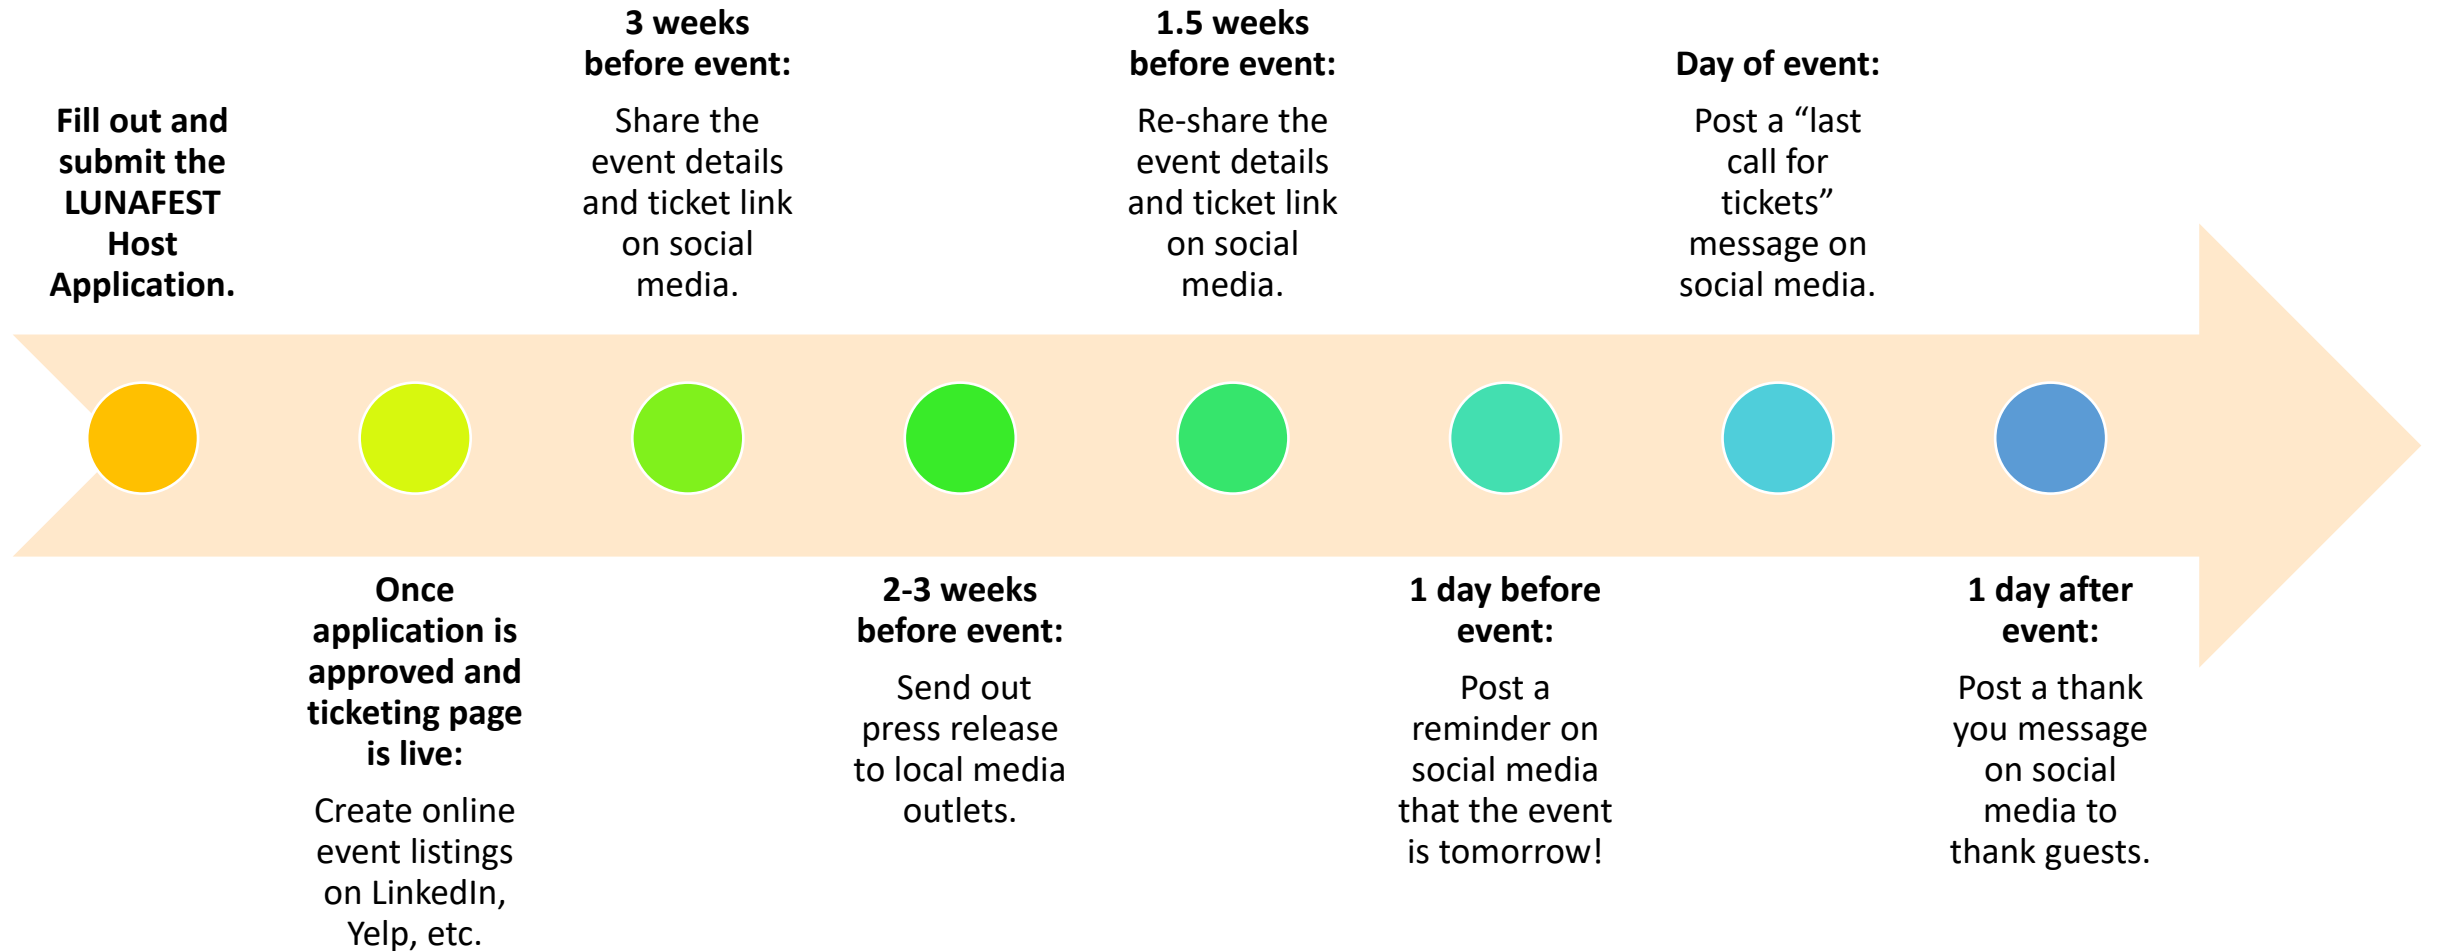 Fill out and
submit the
LUNAFEST
Host
Application.
Once
application is
approved and
ticketing page
is live:
Create online
event listings
on LinkedIn,
Yelp, etc.
3 weeks
before event:
Share the
event details
and ticket link
on social
media.
2-3 weeks
before event:
Send out
press release
to local media
outlets.
1.5 weeks
before event:
Re-share the
event details
and ticket link
on social
media.
1 day before
event:
Post a
reminder on
social media
that the event
is tomorrow!
Day of event:
Post a “last
call for
tickets”
message on
social media.
1 day after
event:
Post a thank
you message
on social
media to
thank guests.